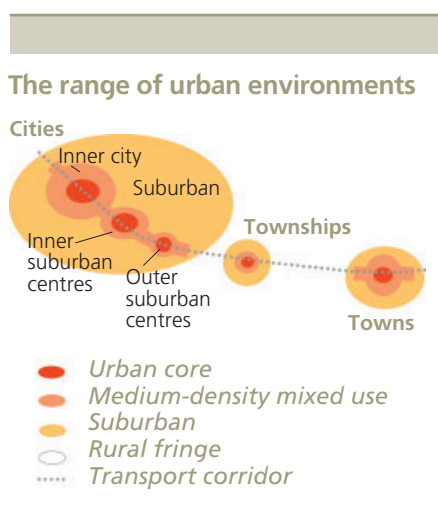 The range of urban environments
Cities
Inner city
Suburban
Inner
suburban
centres
Outer
suburban
centres
Townships
Towns
Urban core
Medium-density mixed use
Suburban
Rural fringe
Transport corridor